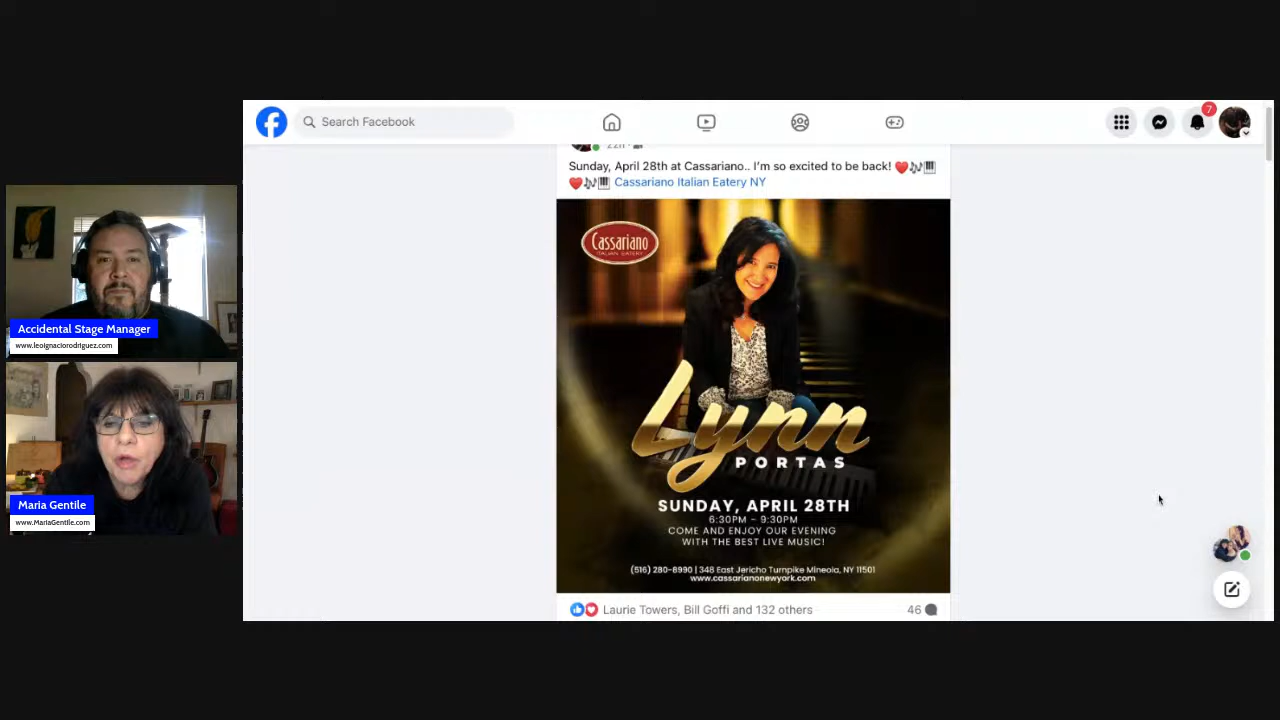 Search Facebook
7
22h
Sunday, April 28th at Cassariano.. I'm so excited to be back! ❤️🎶🎹
❤️🎶🎹 Cassariano Italian Eatery NY
Cassariano
ITALIAN EATERY
Lynn
PORTAS
SUNDAY, APRIL 28TH
6:30PM - 9:30PM
COME AND ENJOY OUR EVENING
WITH THE BEST LIVE MUSIC!
(516) 280-8990 | 348 East Jericho Turnpike Mineola, NY 11501
www.cassarianonewyork.com
Laurie Towers, Bill Goffi and 132 others
46
Accidental Stage Manager
www.leoignaciorodriguez.com
Maria Gentile
www.MariaGentile.com